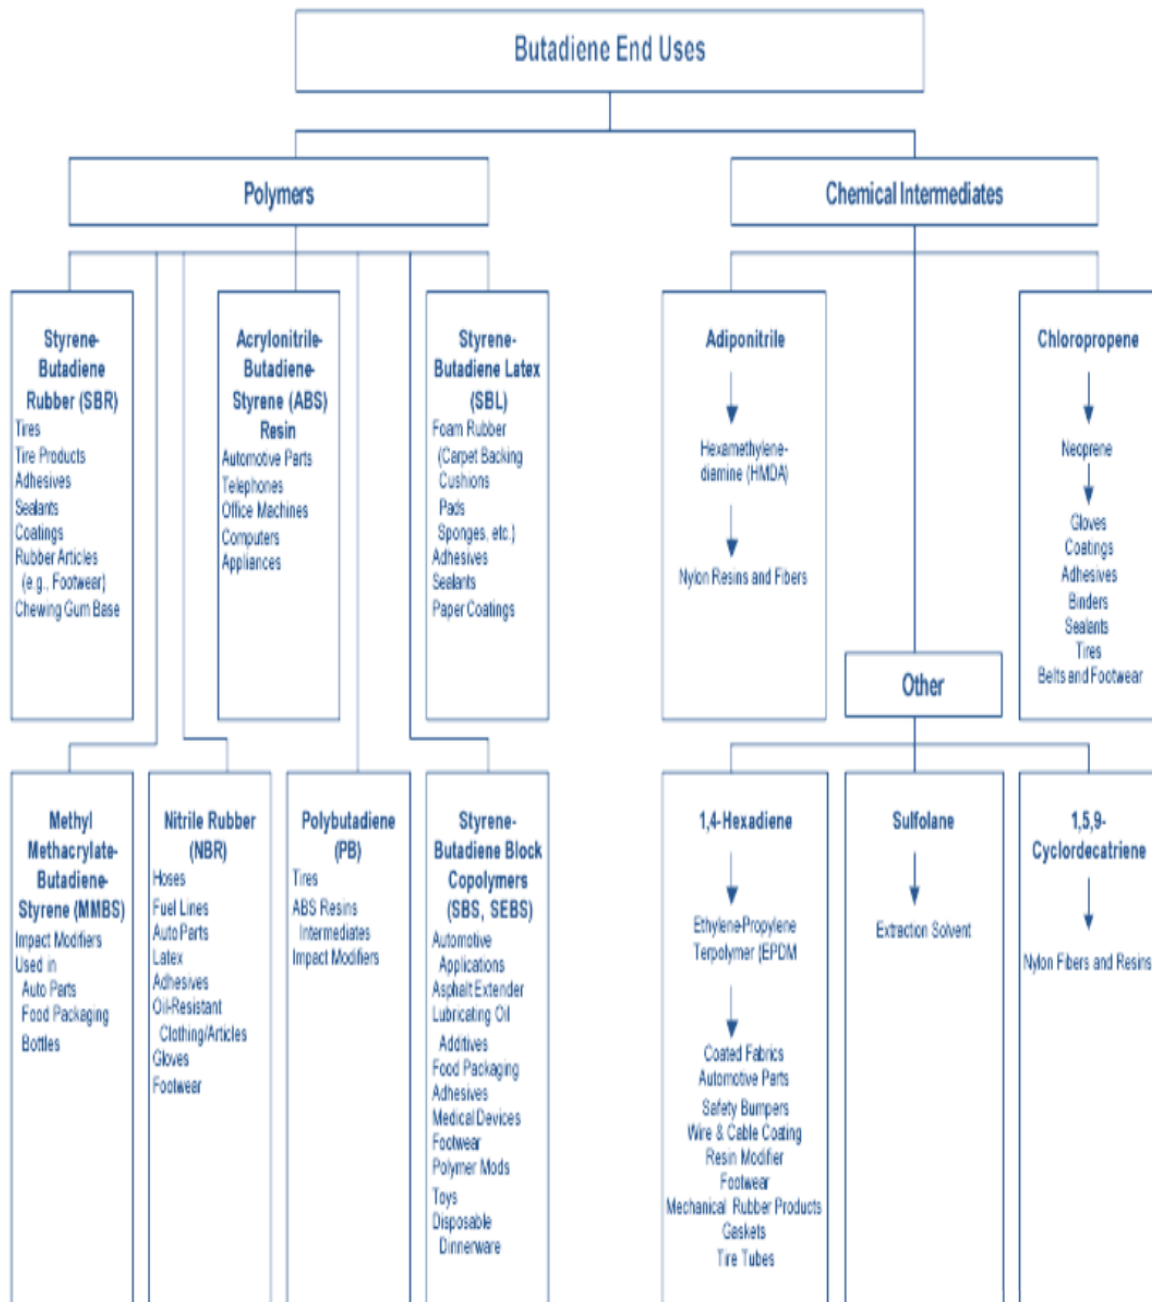 Butadiene End Uses
Polymers
Chemical Intermediates
Styrene-
Butadiene
Rubber (SBR)
Tires
Tire Products
Adhesives
Sealants
Coatings
Rubber Articles
(e.g., Footwear)
Chewing Gum Base
Acrylonitrile-
Butadiene-
Styrene (ABS)
Resin
Automotive Parts
Telephones
Office Machines
Computers
Appliances
Styrene-
Butadiene Latex
(SBL)
Foam Rubber
(Carpet Backing
Cushions
Pads
Sponges, etc.)
Adhesives
Sealants
Paper Coatings
Adiponitrile
Hexamethylene-
diamine (HMDA)
Nylon Resins and Fibers
Chloropropene
Neoprene
Gloves
Coatings
Adhesives
Binders
Sealants
Tires
Belts and Footwear
Other
Methyl
Methacrylate-
Butadiene-
Styrene (MMBS)
Impact Modifiers
Used in
Auto Parts
Food Packaging
Bottles
Nitrile Rubber
(NBR)
Hoses
Fuel Lines
Auto Parts
Latex
Adhesives
Oil-Resistant
Clothing/Articles
Gloves
Footwear
Polybutadiene
(PB)
Tires
ABS Resins
Intermediates
Impact Modifiers
Styrene-
Butadiene Block
Copolymers
(SBS, SEBS)
Automotive
Applications
Asphalt Extender
Lubricating Oil
Additives
Food Packaging
Adhesives
Medical Devices
Footwear
Polymer Mods
Toys
Disposable
Dinnerware
1,4-Hexadiene
Ethylene-Propylene
Terpolymer (EPDM
Coated Fabrics
Automotive Parts
Safety Bumpers
Wire & Cable Coating
Resin Modifier
Footwear
Mechanical Rubber Products
Gaskets
Tire Tubes
Sulfolane
Extraction Solvent
1,5,9-
Cyclordecatriene
Nylon Fibers and Resins